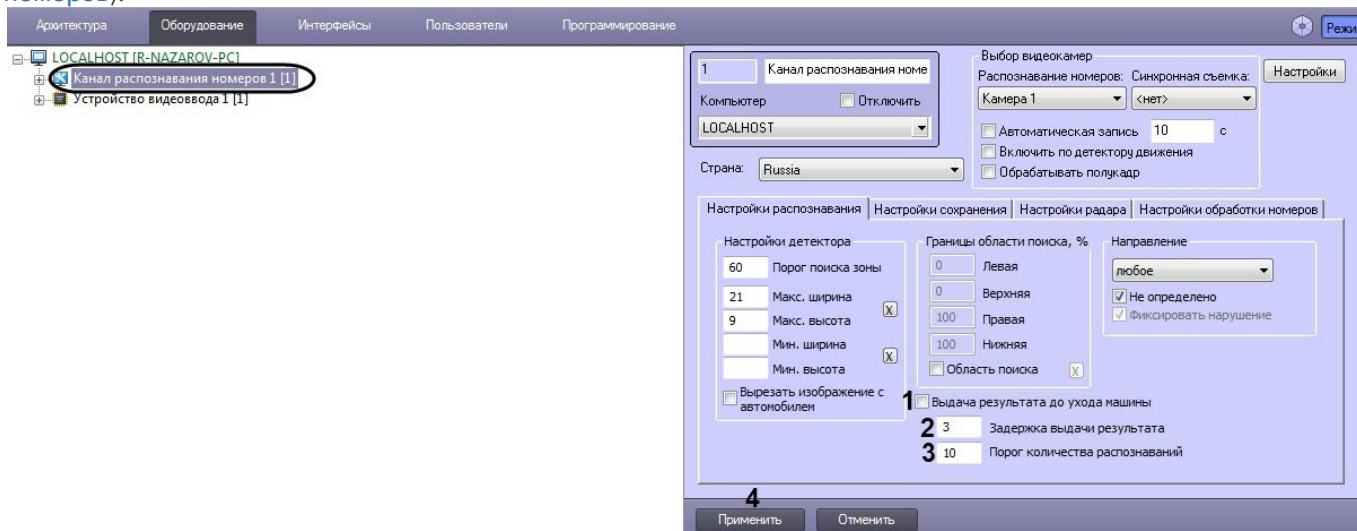 номеров).
Архитектура Оборудование Интерфейсы Пользователи Программирование Режи
LOCALHOST [R-NAZAROV-PC]
Канал распознавания номеров 1 [1]
Устройство видеоввода 1 [1]
1 Канал распознавания номе
Компьютер Отключить
LOCALHOST
Страна: Russia
Выбор видеокамер
Распознавание номеров: Синхронная съемка:
Камера 1 <нет>
Автоматическая запись 10 с
Включить по детектору движения
Обрабатывать полукадр
Настройки
Настройки распознавания Настройки сохранения Настройки радара Настройки обработки номеров
Настройки детектора
60 Порог поиска зоны
21 Макс. ширина
9 Макс. высота
X
Мин. ширина
Мин. высота
X
Вырезать изображение с
автомобилем
Границы области поиска, %
0 Левая
0 Верхняя
100 Правая
100 Нижняя
Область поиска X
Направление
любое
Не определено
Фиксировать нарушение
1 Выдача результата до ухода машины
2 3 Задержка выдачи результата
3 10 Порог количества распознаваний
4
Применить Отменить